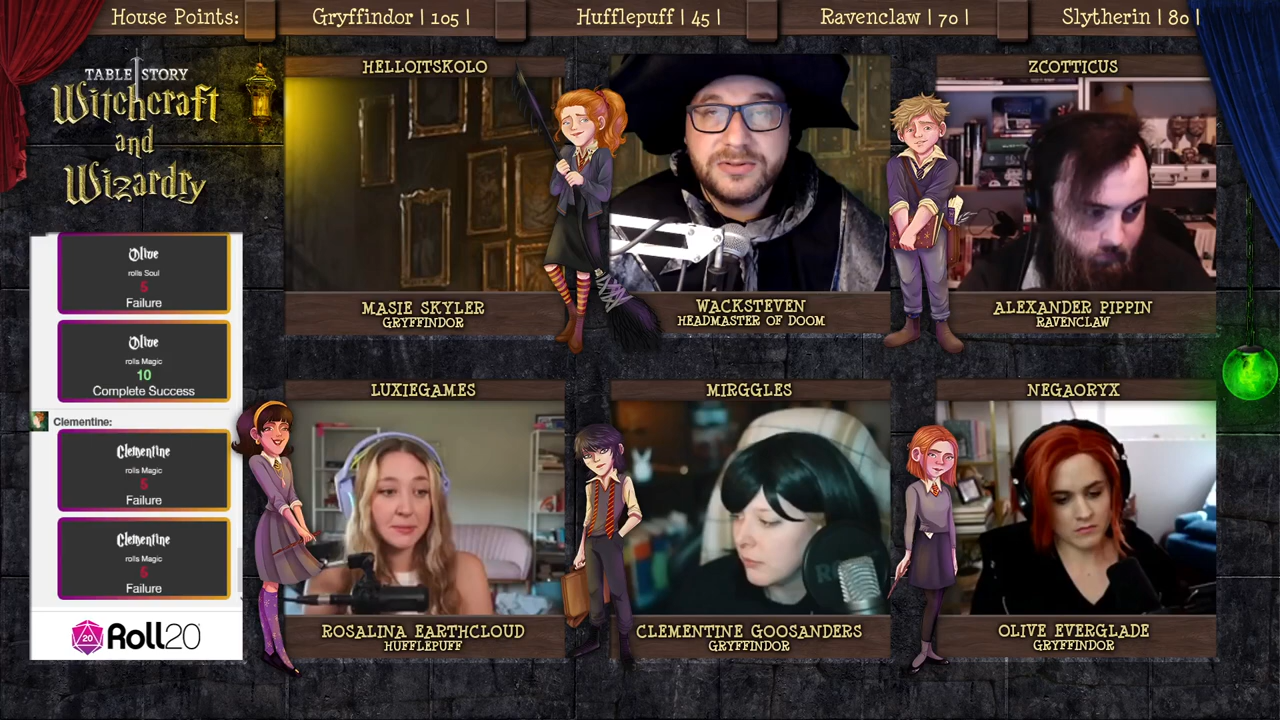 House Points:
Gryffindor | 105 |
Hufflepuff | 45 |
Ravenclaw | 70 |
Slytherin | 80 |
TABLE STORY
Witchcraft
and
Wizardry
Olive
rolls Soul
5
Failure
Olive
rolls Magic
10
Complete Success
Clementine:
Clementine
rolls Magic
5
Failure
Clementine
rolls Magic
5
Failure
20
Roll20
HELLOITSKOLO
MASIE SKYLER
GRYFFINDOR
WACKSTEVEN
HEADMASTER OF DOOM
ZCOTTICUS
ALEXANDER PIPPIN
RAVENCLAW
LUXIEGAMES
ROSALINA EARTHCLOUD
HUFFLEPUFF
MIRGGLES
CLEMENTINE GOOSANDERS
GRYFFINDOR
NEGAORYX
OLIVE EVERGLADE
GRYFFINDOR